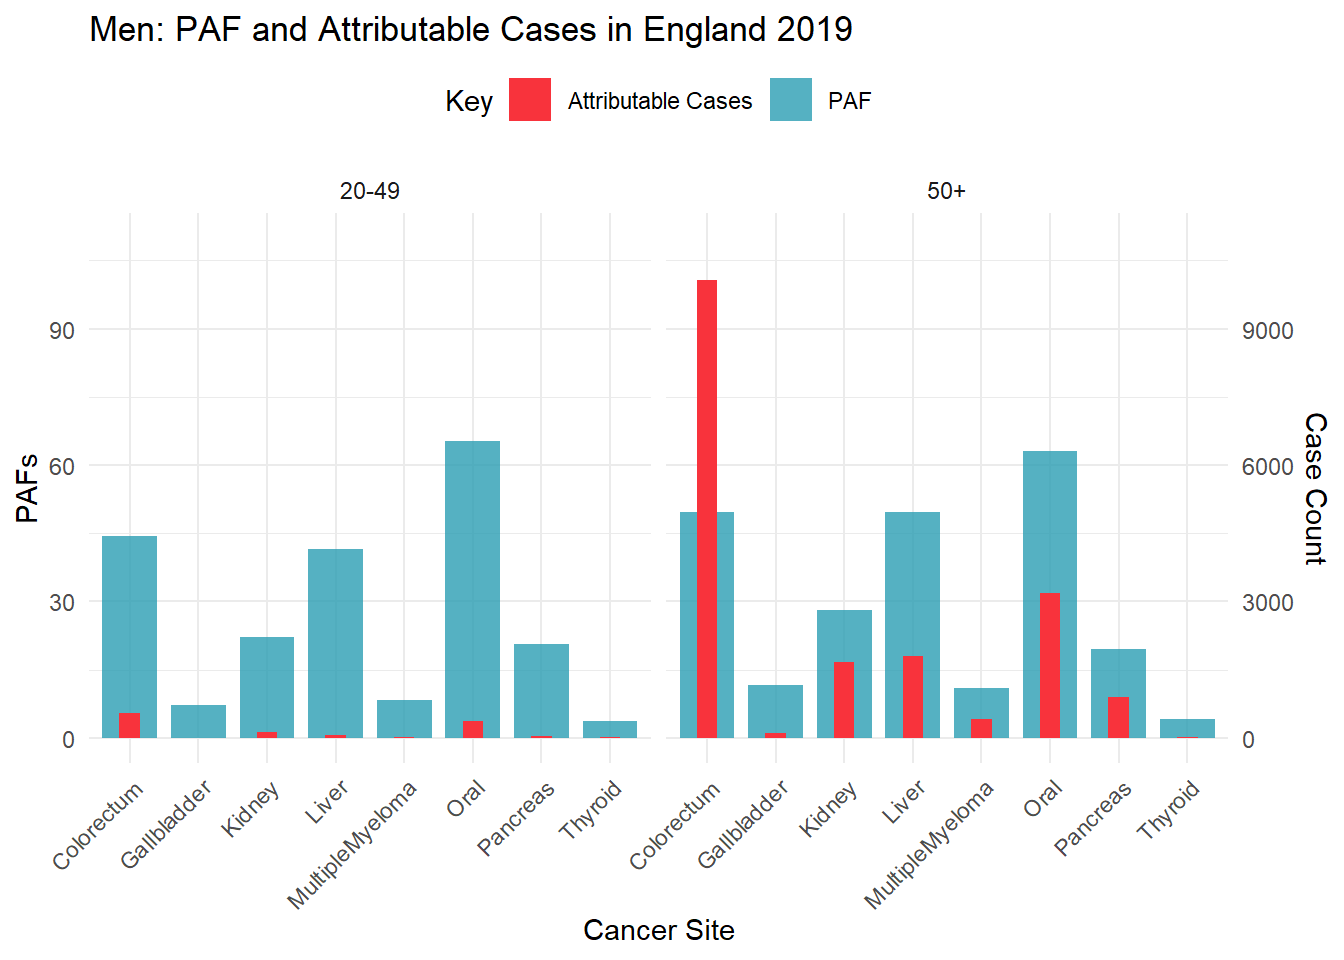 Men: PAF and Attributable Cases in England 2019
Key Attributable Cases PAF
20-49 50+
90 9000
60 6000
30 3000
0 0
PAFs
Case Count
Colorectum Gallbladder Kidney Liver MultipleMyeloma Oral Pancreas Thyroid Colorectum Gallbladder Kidney Liver MultipleMyeloma Oral Pancreas Thyroid
Cancer Site